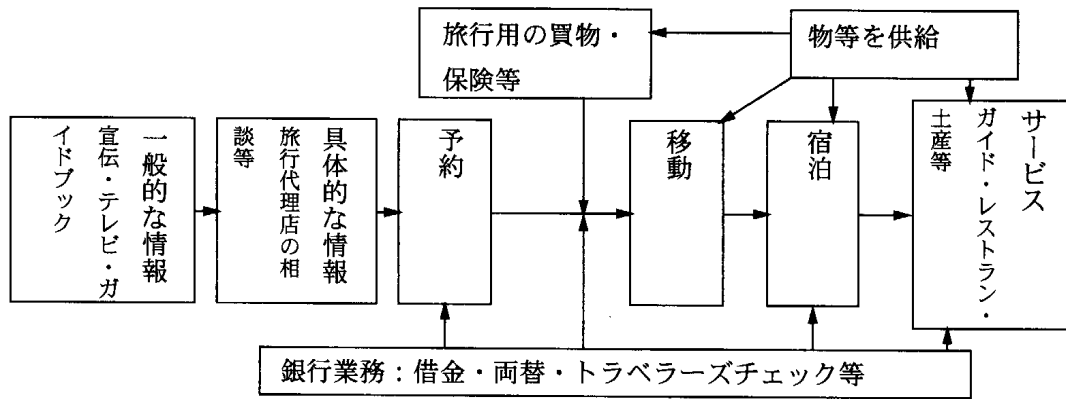 旅行用の買物・
保険等
物等を供給
一般的な情報
宣伝・テレビ・ガ
イドブック
具体的な情報
旅行代理店の相
談等
予約
移動
宿泊
サービス
ガイド・レストラン・
土産等
銀行業務：借金・両替・トラベラーズチェック等